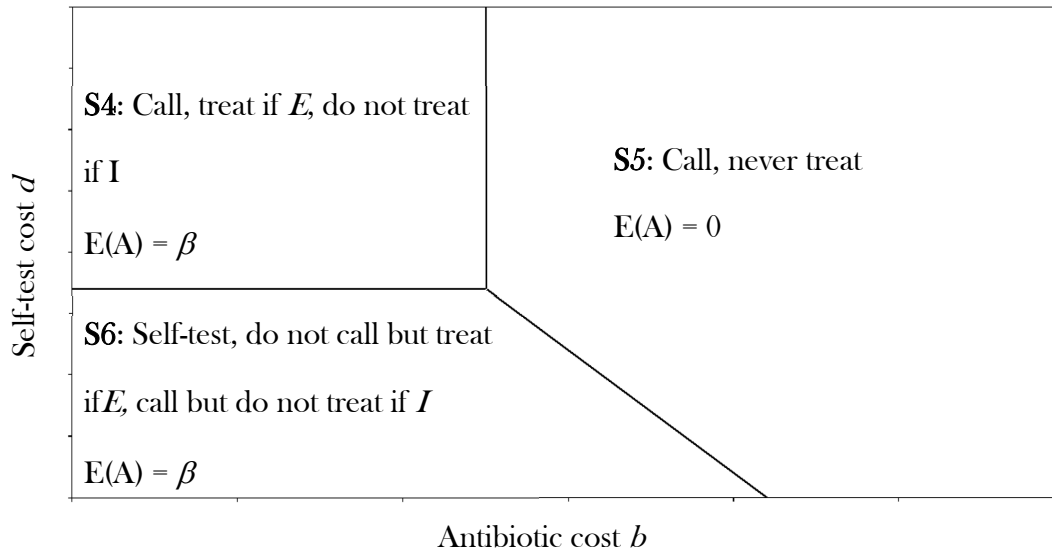 S4: Call, treat if E, do not treat
if I
E(A) = β
S5: Call, never treat
E(A) = 0
S6: Self-test, do not call but treat
ifE, call but do not treat if I
E(A) = β
Self-test cost d
Antibiotic cost b